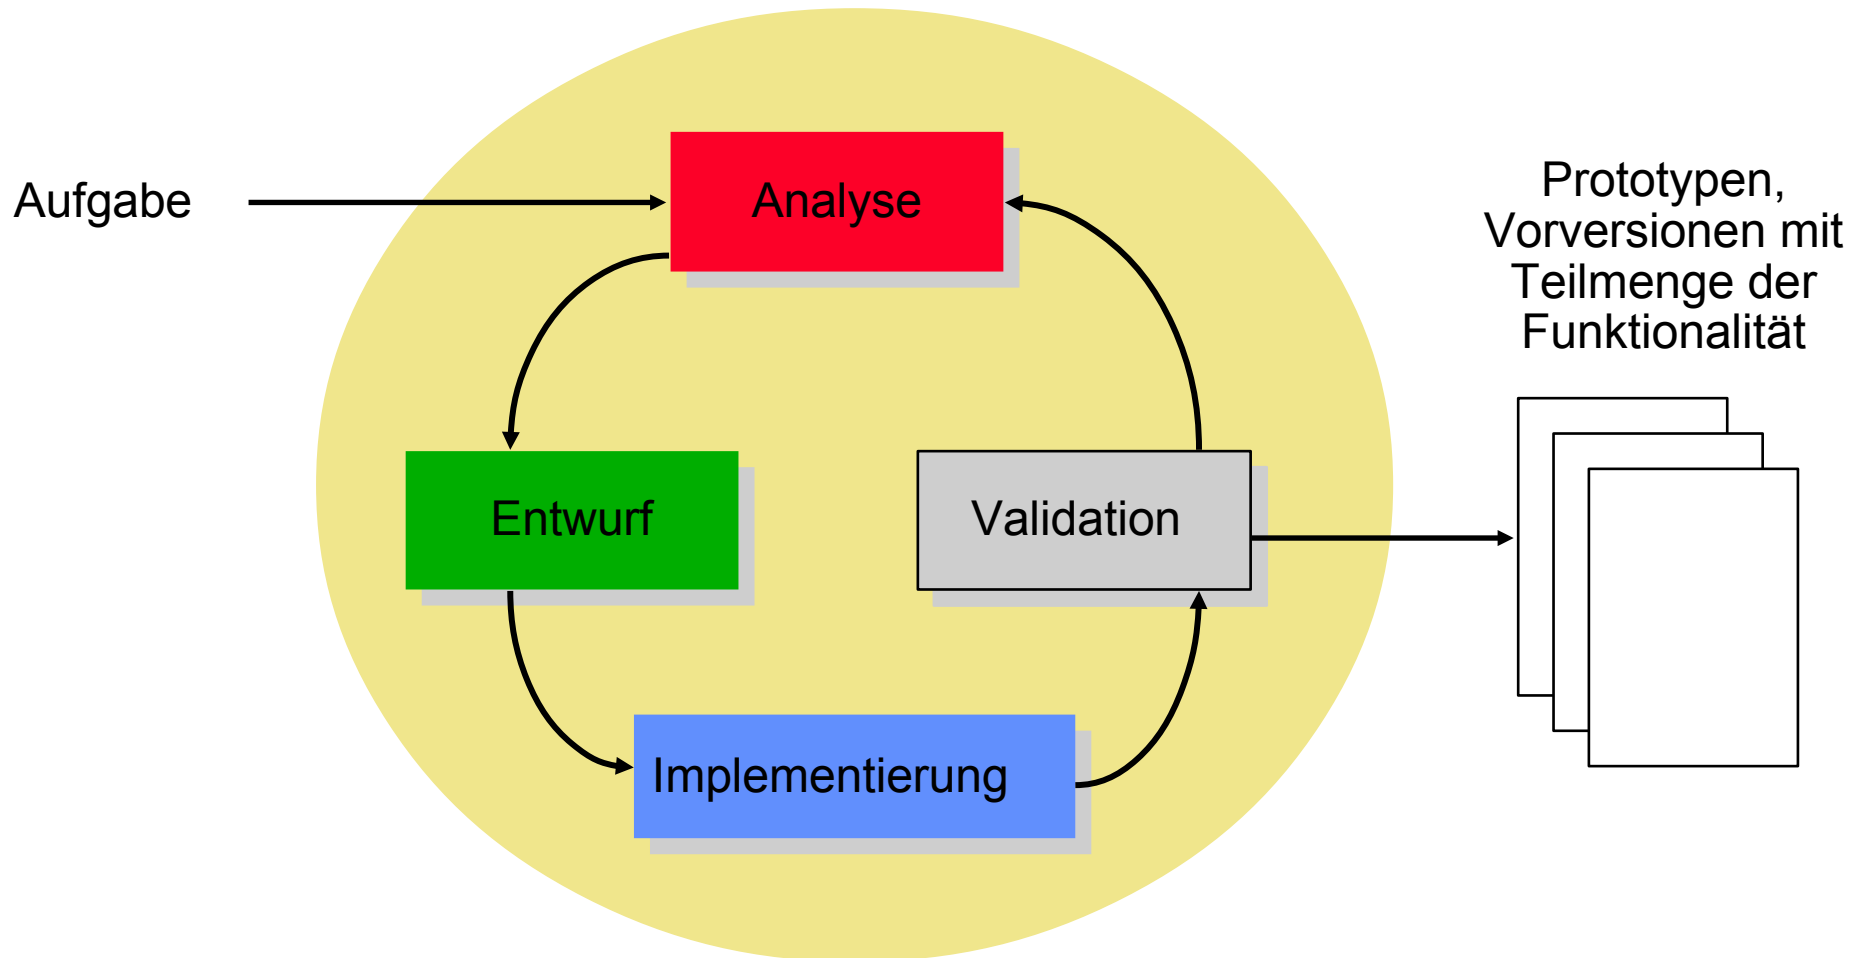 Aufgabe
Analyse
Prototypen,
Vorversionen mit
Teilmenge der
Funktionalität
Entwurf
Validation
Implementierung